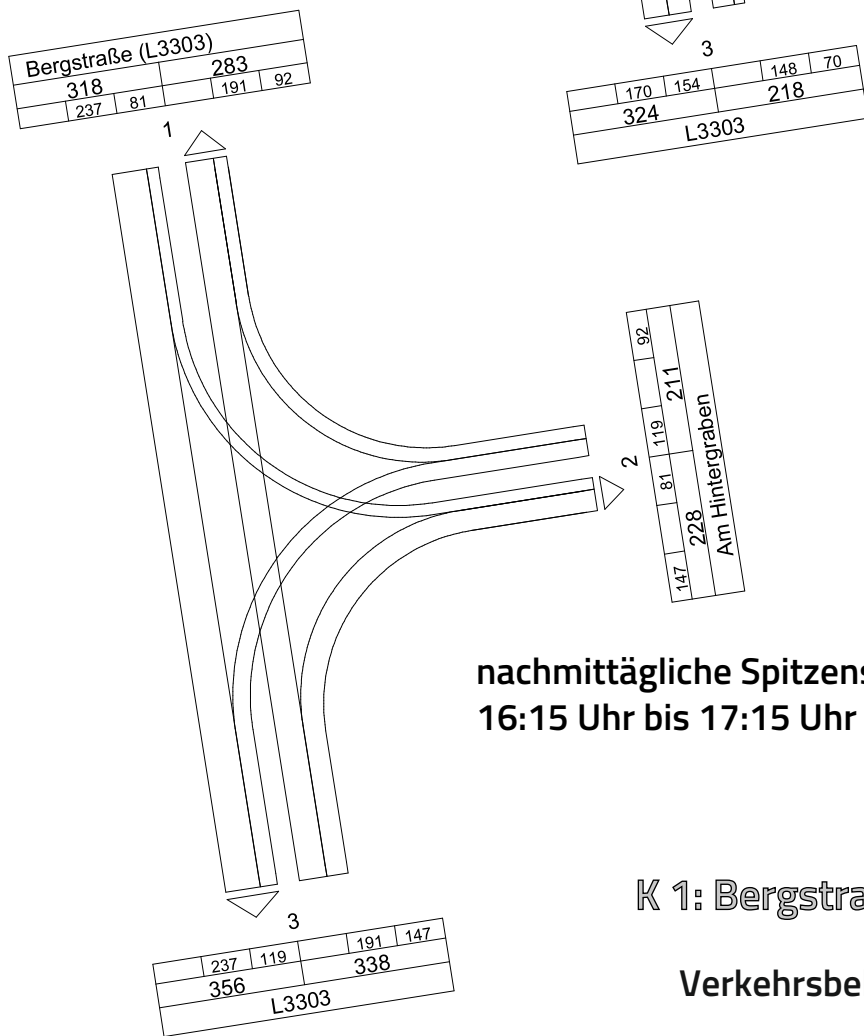 Bergstraße (L3303)
318 283
237 81 191 92
1
3
170 154 148 70
324 218
L3303
92
119
81
147
211
228
Am Hintergraben
2
nachmittägliche Spitzens
16:15 Uhr bis 17:15 Uhr
K 1: Bergstra
3
237 119 191 147
356 338
L3303
Verkehrsbe